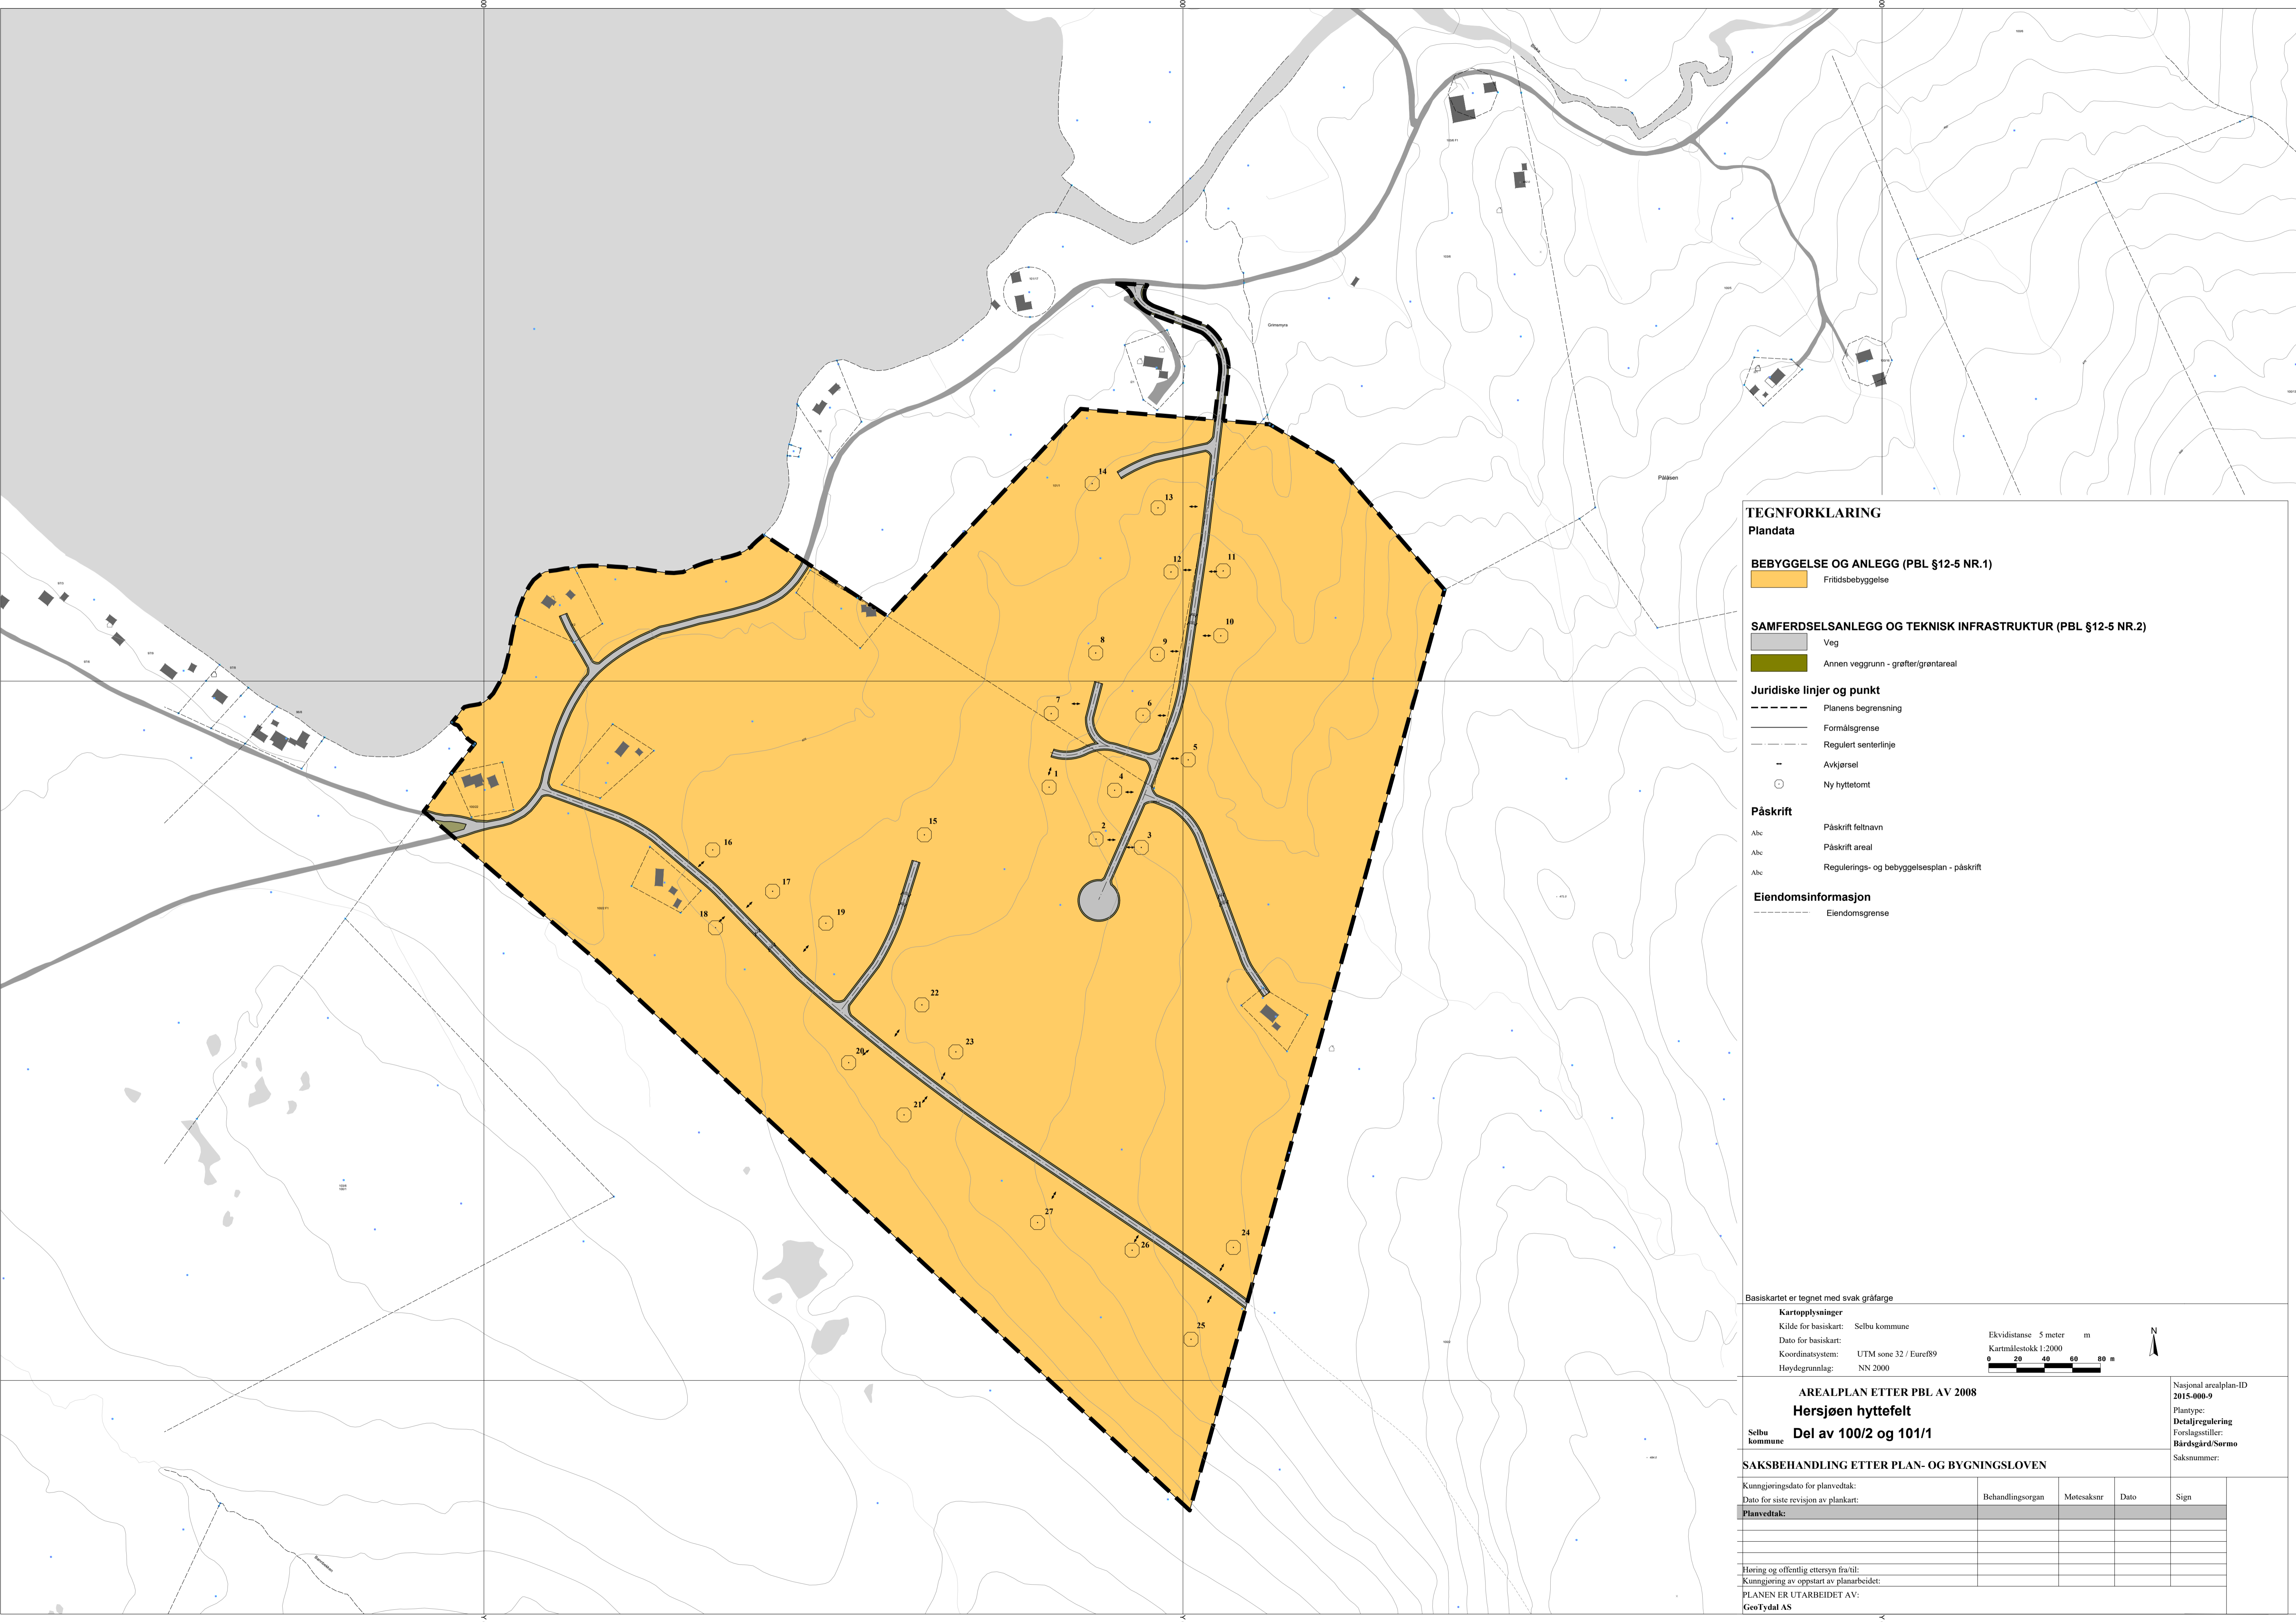 Grimsmyra
Pålåsen
14
13
12
11
10
9
8
7
6
5
4
3
2
1
15
16
17
18
19
20
21
22
23
24
25
26
27
TEGNFORKLARING
Plandata
BEBYGGELSE OG ANLEGG (PBL §12-5 NR.1)
Fritidsbebyggelse
SAMFERDSELSANLEGG OG TEKNISK INFRASTRUKTUR (PBL §12-5 NR.2)
Veg
Annen veggrunn - grøfter/grøntareal
Juridiske linjer og punkt
Planens begrensning
Formålsgrense
Regulert senterlinje
Avkjørsel
Ny hyttetomt
Påskrift
Abc Påskrift feltnavn
Abc Påskrift areal
Abc Regulerings- og bebyggelsesplan - påskrift
Eiendomsinformasjon
Eiendomsgrense
Basiskartet er tegnet med svak gråfarge
Kartopplysninger
Kilde for basiskart: Selbu kommune
Dato for basiskart:
Koordinatsystem: UTM sone 32 / Euref89
Høydegrunnlag: NN 2000
Ekvidistanse 5 meter m
Kartmålestokk 1:2000
0 20 40 60 80 m
N
AREALPLAN ETTER PBL AV 2008
Hersjøen hyttefelt
Selbu kommune
Del av 100/2 og 101/1
Nasjonal arealplan-ID
2015-000-9
Plantype:
Detaljregulering
Forslagsstiller:
Bårdsgård/Sørmo
Saksnummer:
SAKSBEHANDLING ETTER PLAN- OG BYGNINGSLOVEN
Kunngjøringsdato for planvedtak:
Dato for siste revisjon av plankart:
Behandlingsorgan Møtesaksnr Dato Sign
Planvedtak:
Høring og offentlig ettersyn fra/til:
Kunngjøring av oppstart av planarbeidet:
PLANEN ER UTARBEIDET AV:
GeoTydal AS